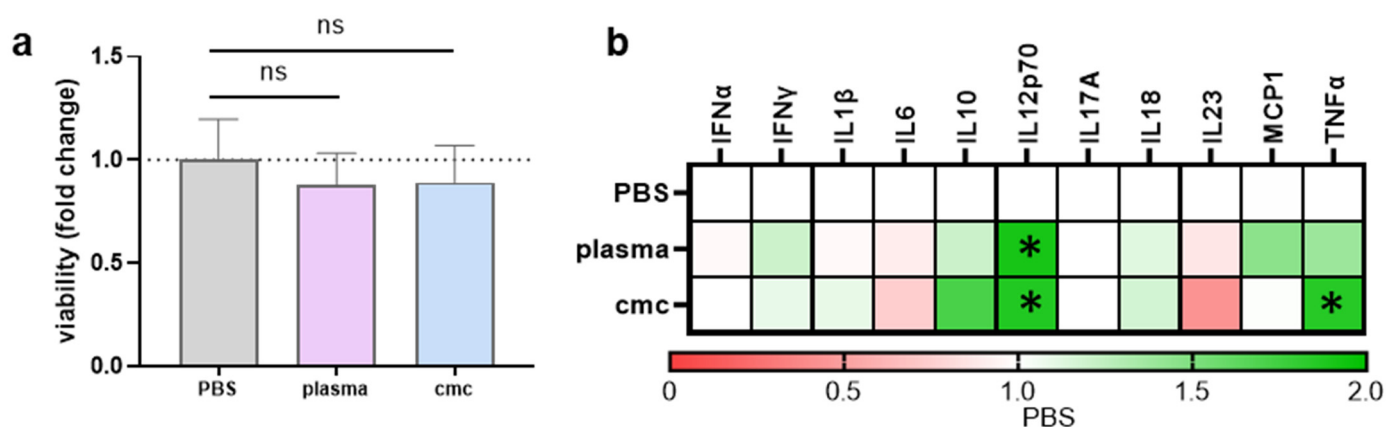 a
ns
ns
viability (fold change)
1.5
1.0
0.5
0.0
PBS
plasma
cmc
b
IFNα
IFNγ
IL1β
IL6
IL10
IL12p70
IL17A
IL18
IL23
MCP1
TNFα
PBS
plasma
*
cmc
*
*
0
0.5
1.0
1.5
2.0
PBS